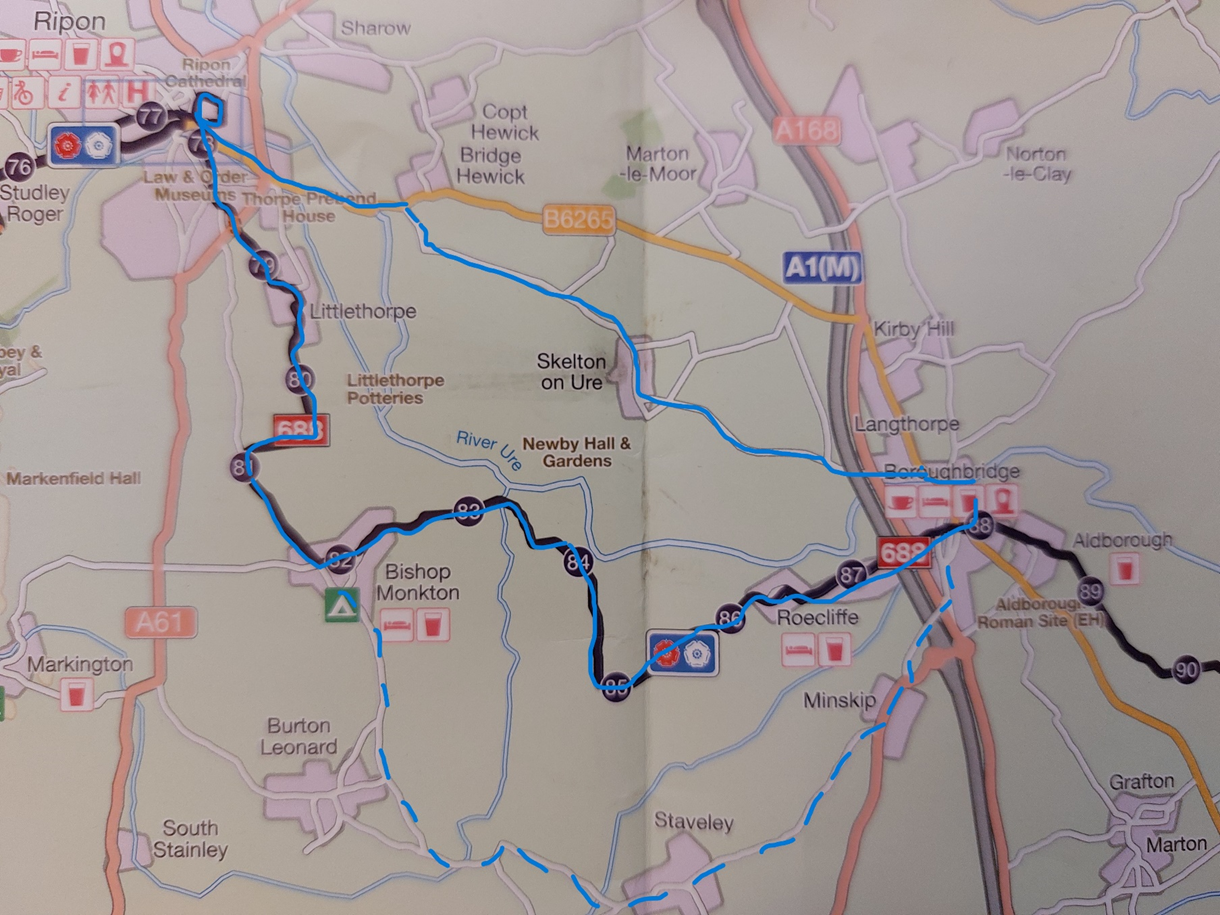 Ripon
Sharow
Ripon
Cathedral
i
H
77
76
Studley
Roger
Copt
Hewick
Bridge
Hewick
Marton
-le-Moor
A168
Norton
-le-Clay
Law & Order
Museums
Thorpe Prebend
House
B6265
A1(M)
79
Littlethorpe
Kirby Hill
Skelton
on Ure
80
Littlethorpe
Potteries
688
Langthorpe
81
River Ure
Newby Hall &
Gardens
Markenfield Hall
Boroughbridge
83
88
688
Aldborough
82
84
Bishop
Monkton
87
89
Aldborough
Roman Site (EH)
86
Roecliffe
A61
Markington
85
90
Minskip
Burton
Leonard
Grafton
Staveley
South
Stainley
Marton